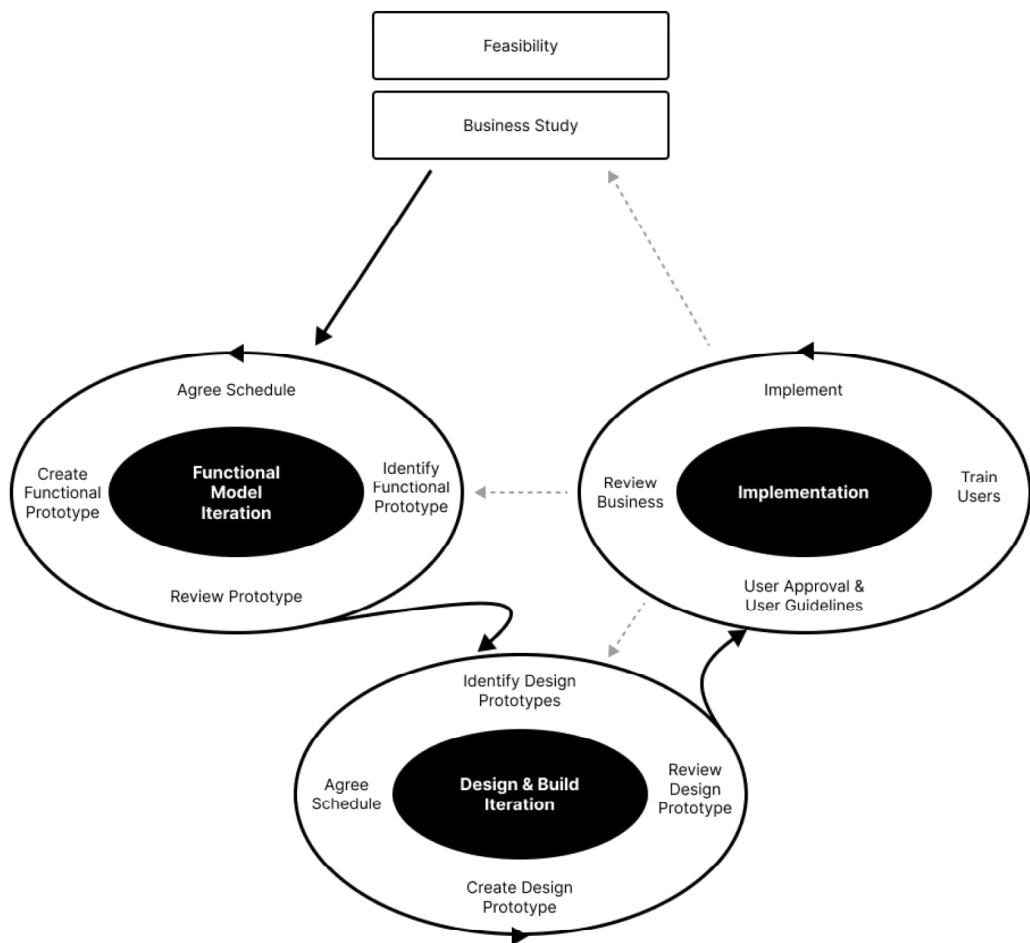 Feasibility
Business Study
Agree Schedule
Create
Functional
Prototype
Functional
Model
Iteration
Identify
Functional
Prototype
Review Prototype
Implement
Review
Business
Implementation
Train
Users
User Approval &
User Guidelines
Identify Design
Prototypes
Agree
Schedule
Design & Build
Iteration
Review
Design
Prototype
Create Design
Prototype